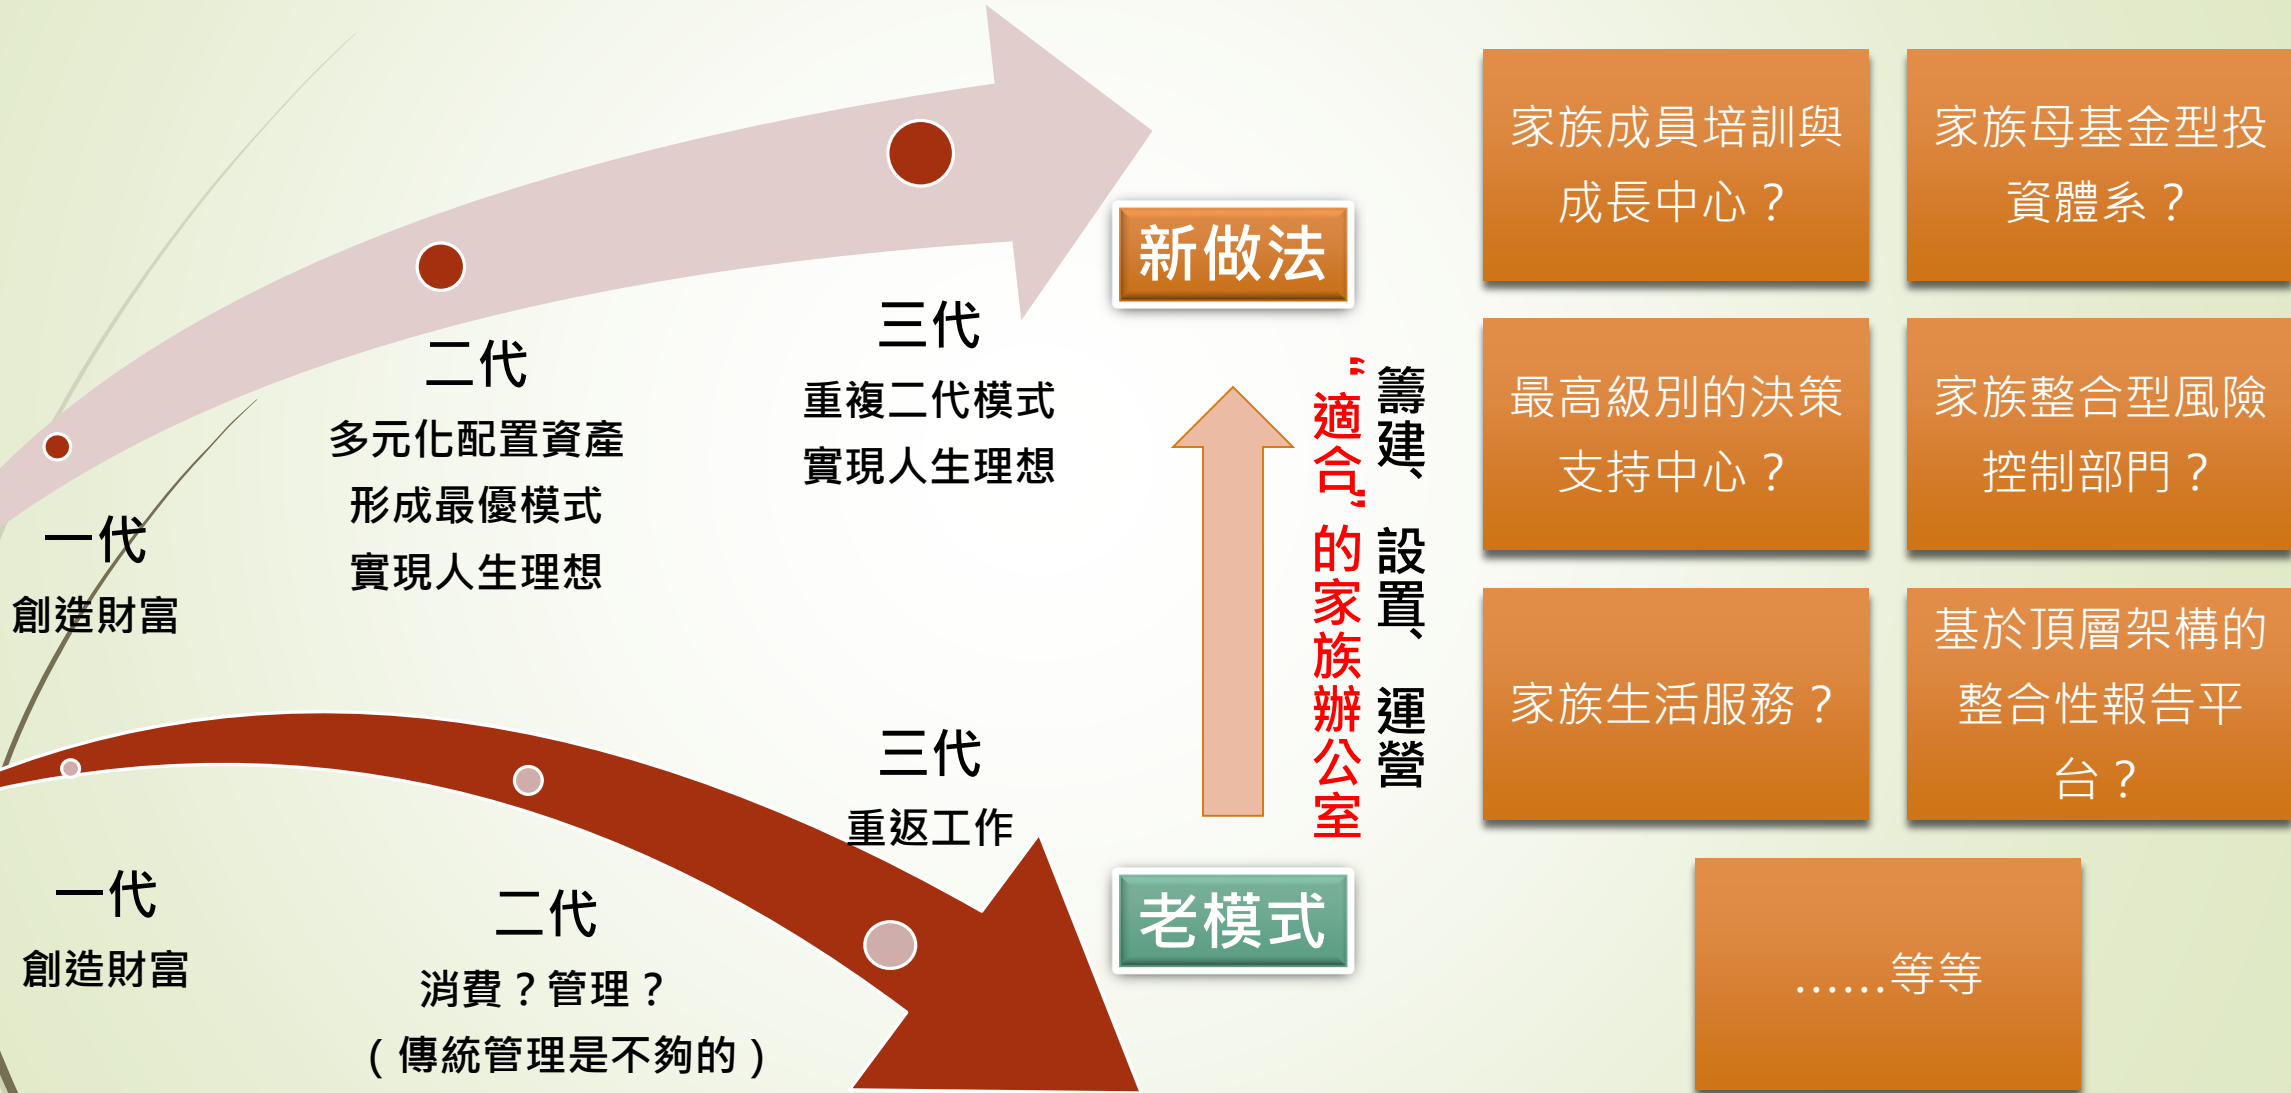 新做法
一代
創造財富
二代
多元化配置資產
形成最優模式
實現人生理想
三代
重複二代模式
實現人生理想
籌建、設置、運營
“適合”的家族辦公室
老模式
一代
創造財富
二代
消費？管理？
（傳統管理是不夠的）
三代
重返工作
家族成員培訓與
成長中心？
家族母基金型投
資體系？
最高級別的決策
支持中心？
家族整合型風險
控制部門？
家族生活服務？
基於頂層架構的
整合性報告平
台？
……等等